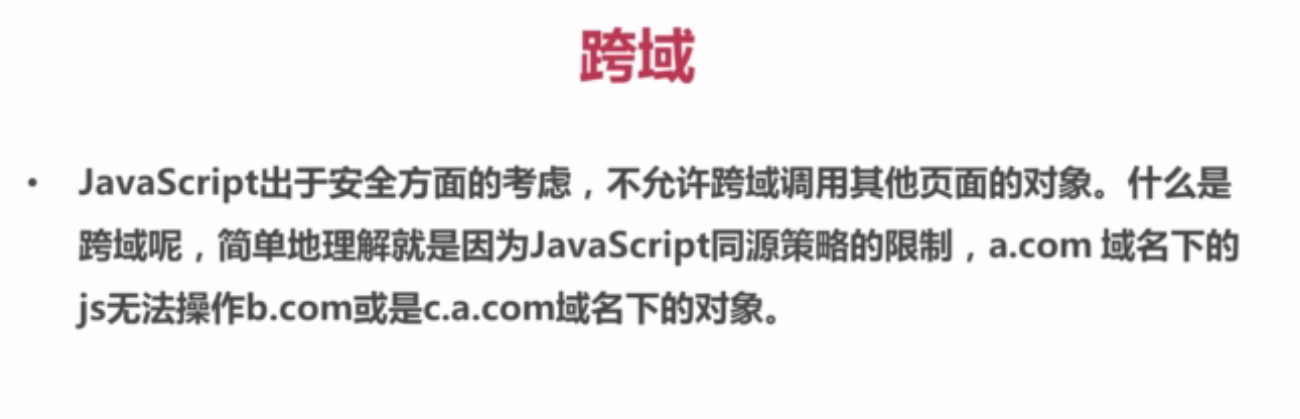 跨域
• JavaScript出于安全方面的考虑，不允许跨域调用其他页面的对象。什么是
跨域呢，简单地理解就是因为JavaScript同源策略的限制，a.com 域名下的
js无法操作b.com或是c.a.com域名下的对象。